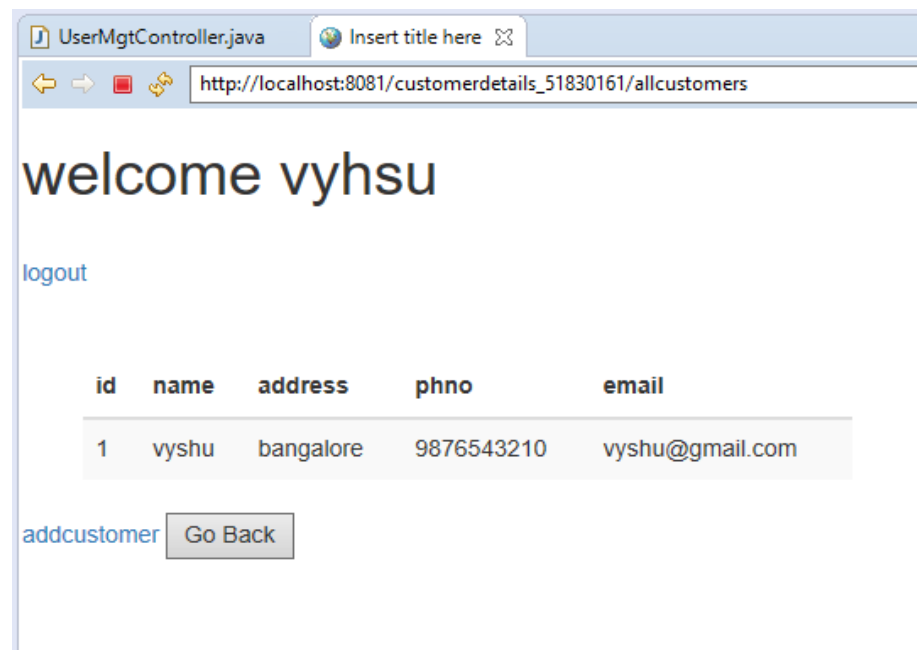 UserMgtController.java Insert title here
http://localhost:8081/customerdetails_51830161/allcustomers
welcome vyhsu
logout
id name address phno email
1 vyshu bangalore 9876543210 vyshu@gmail.com
addcustomer Go Back